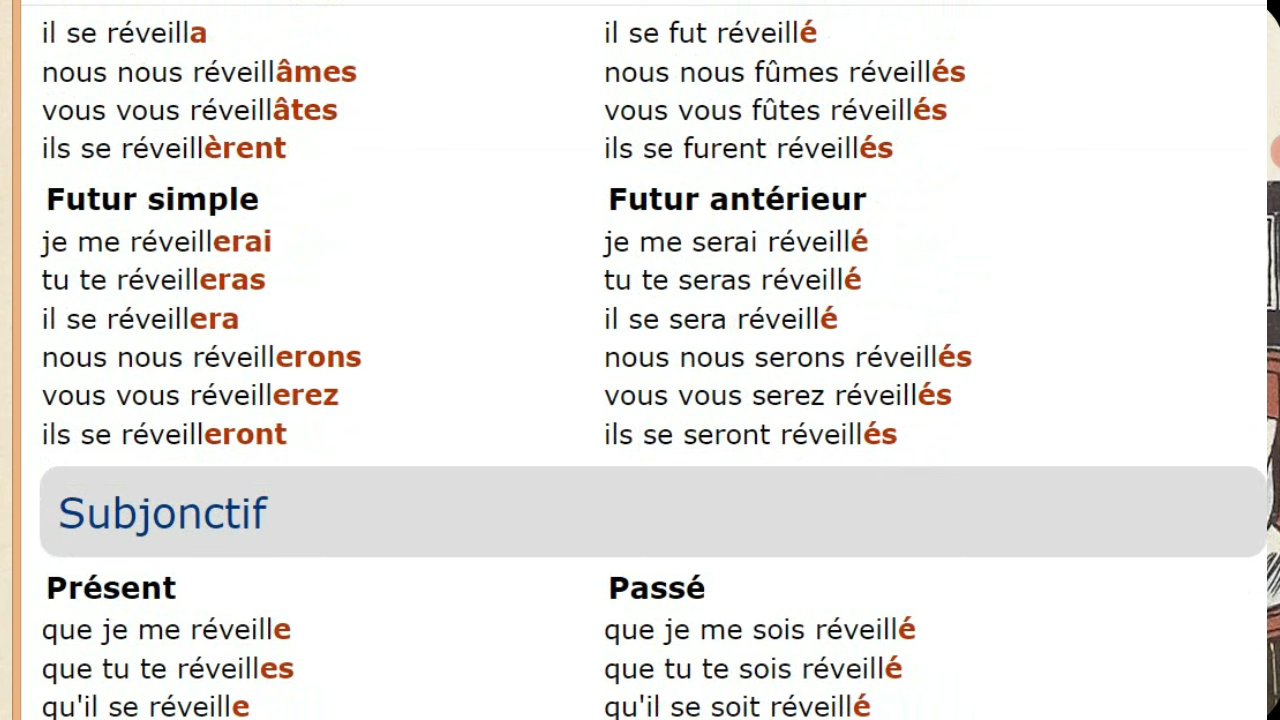 il se réveilla
nous nous réveillâmes
vous vous réveillâtes
ils se réveillèrent
il se fut réveillé
nous nous fûmes réveillés
vous vous fûtes réveillés
ils se furent réveillés
Futur simple
je me réveillerai
tu te réveilleras
il se réveillera
nous nous réveillerons
vous vous réveillerez
ils se réveilleront
Futur antérieur
je me serai réveillé
tu te seras réveillé
il se sera réveillé
nous nous serons réveillés
vous vous serez réveillés
ils se seront réveillés
Subjonctif
Présent
que je me réveille
que tu te réveilles
qu'il se réveille
Passé
que je me sois réveillé
que tu te sois réveillé
qu'il se soit réveillé